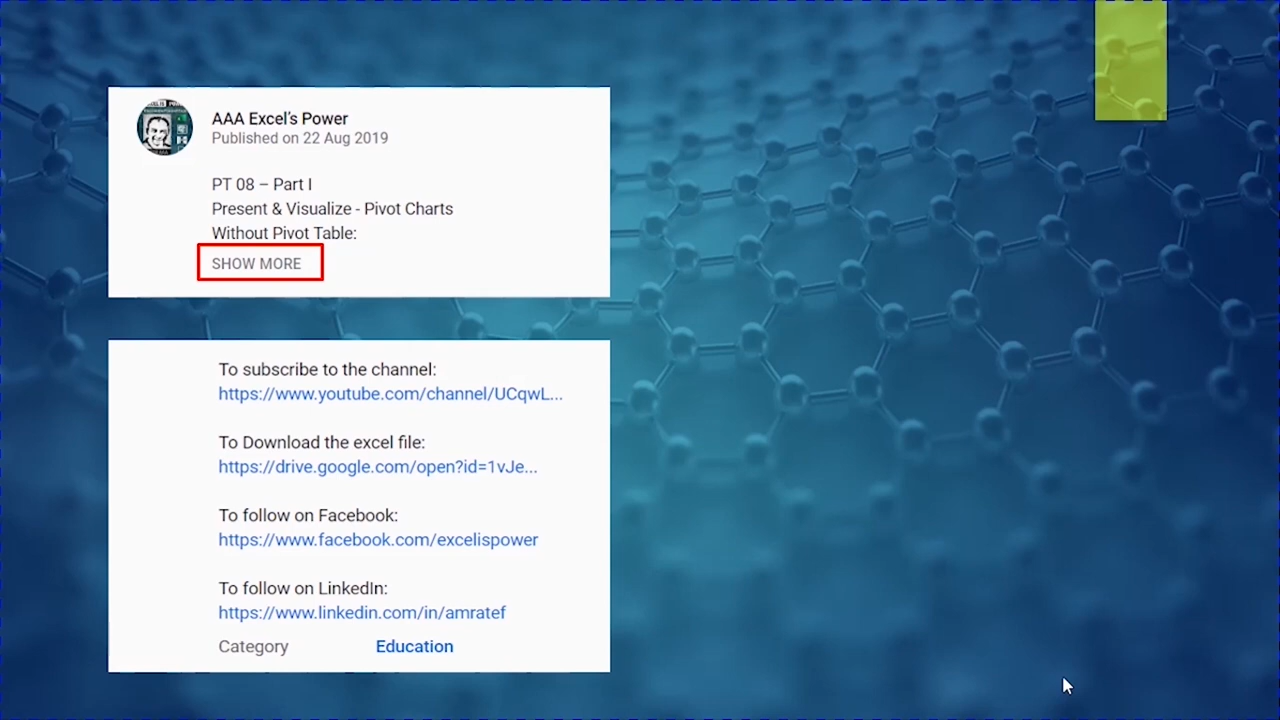 AAA Excel's Power
Published on 22 Aug 2019
PT 08 – Part I
Present & Visualize - Pivot Charts
Without Pivot Table:
SHOW MORE
To subscribe to the channel:
https://www.youtube.com/channel/UCqwL...
To Download the excel file:
https://drive.google.com/open?id=1vJe...
To follow on Facebook:
https://www.facebook.com/excelispower
To follow on LinkedIn:
https://www.linkedin.com/in/amratef
Category Education